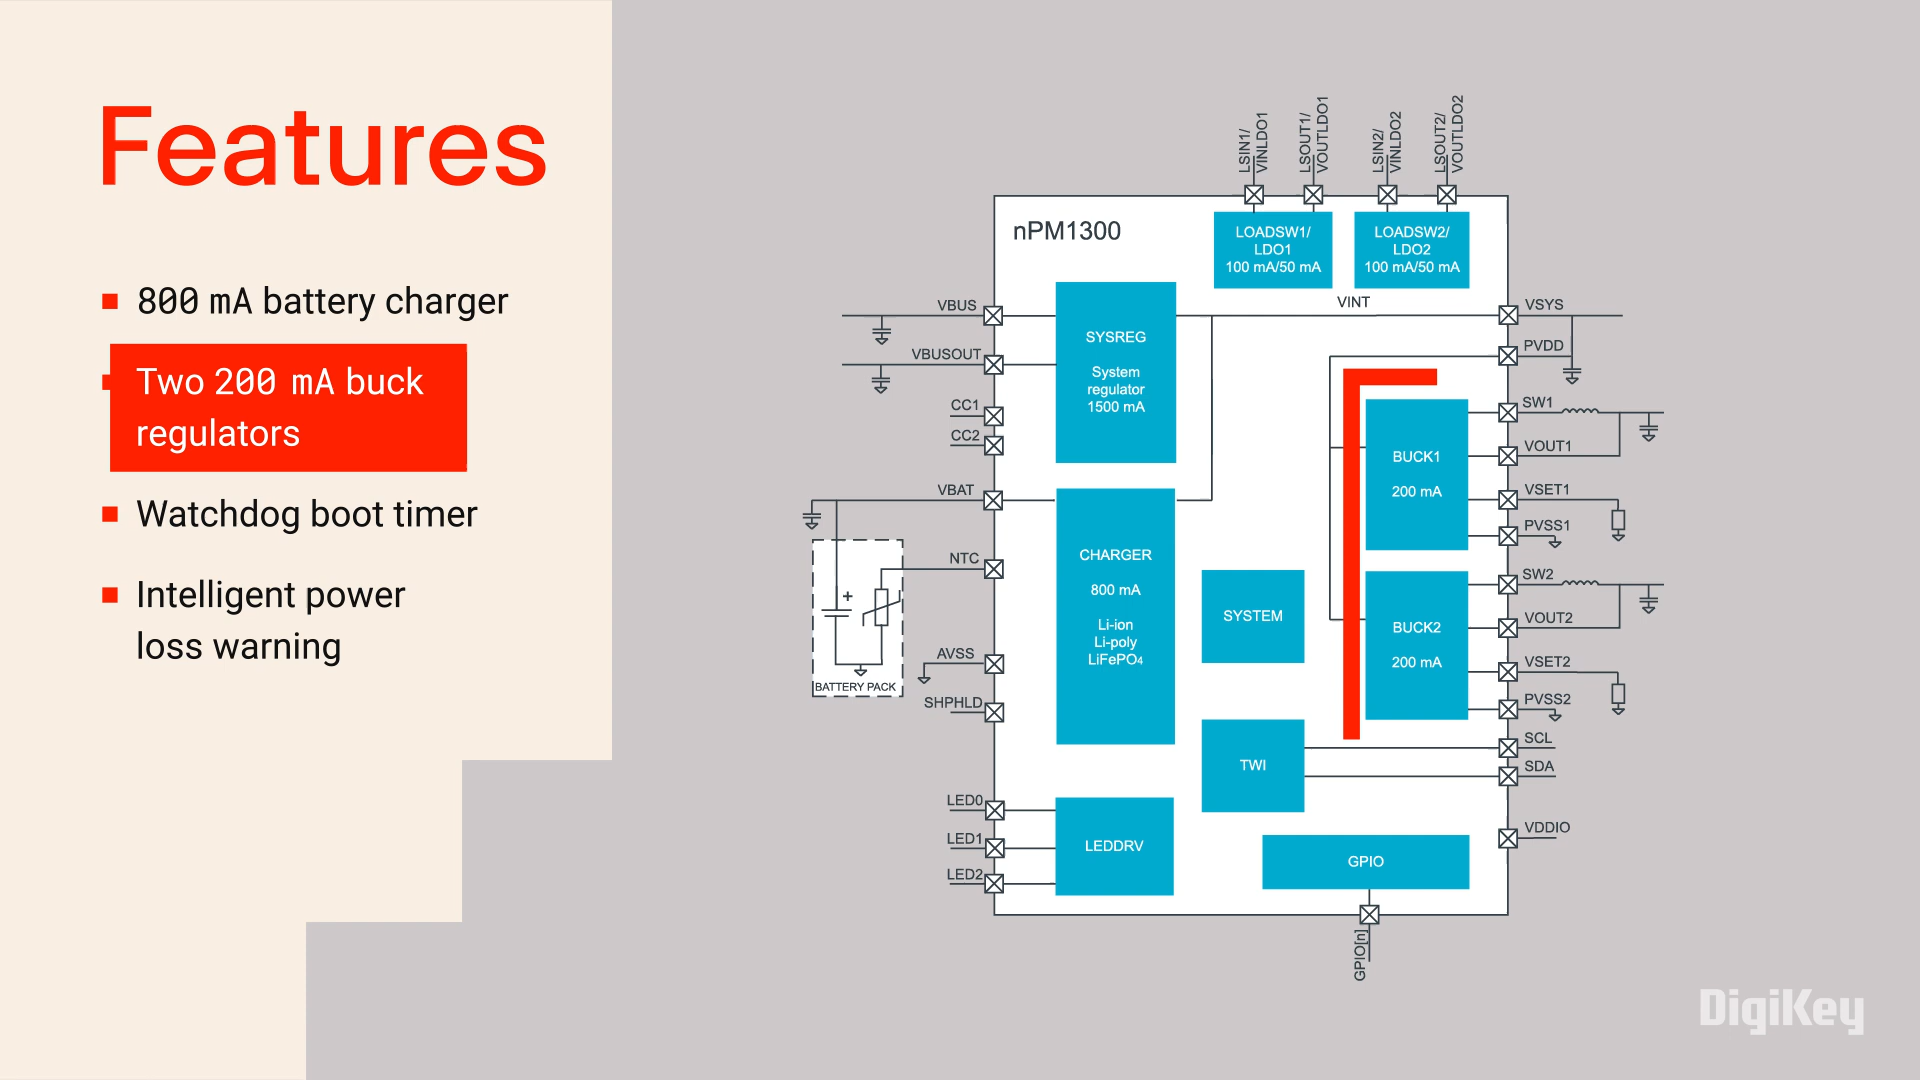 Features
800 mA battery charger
Two 200 mA buck
regulators
Watchdog boot timer
Intelligent power
loss warning
LSIN1/
VINLDO1
LSOUT1/
VOUTLDO1
LSIN2/
VINLDO2
LSOUT2/
VOUTLDO2
nPM1300
LOADSW1/
LDO1
100 mA/50 mA
LOADSW2/
LDO2
100 mA/50 mA
VINT
VBUS
VBUSOUT
CC1
CC2
VBAT
NTC
+
BATTERY PACK
AVSS
SHPHLD
LED0
LED1
LED2
SYSREG
System
regulator
1500 mA
CHARGER
800 mA
Li-ion
Li-poly
LiFePO4
LEDDRV
SYSTEM
TWI
BUCK1
200 mA
BUCK2
200 mA
GPIO
GPIO[n]
VSYS
PVDD
SW1
VOUT1
VSET1
PVSS1
SW2
VOUT2
VSET2
PVSS2
SCL
SDA
VDDIO
DigiKey